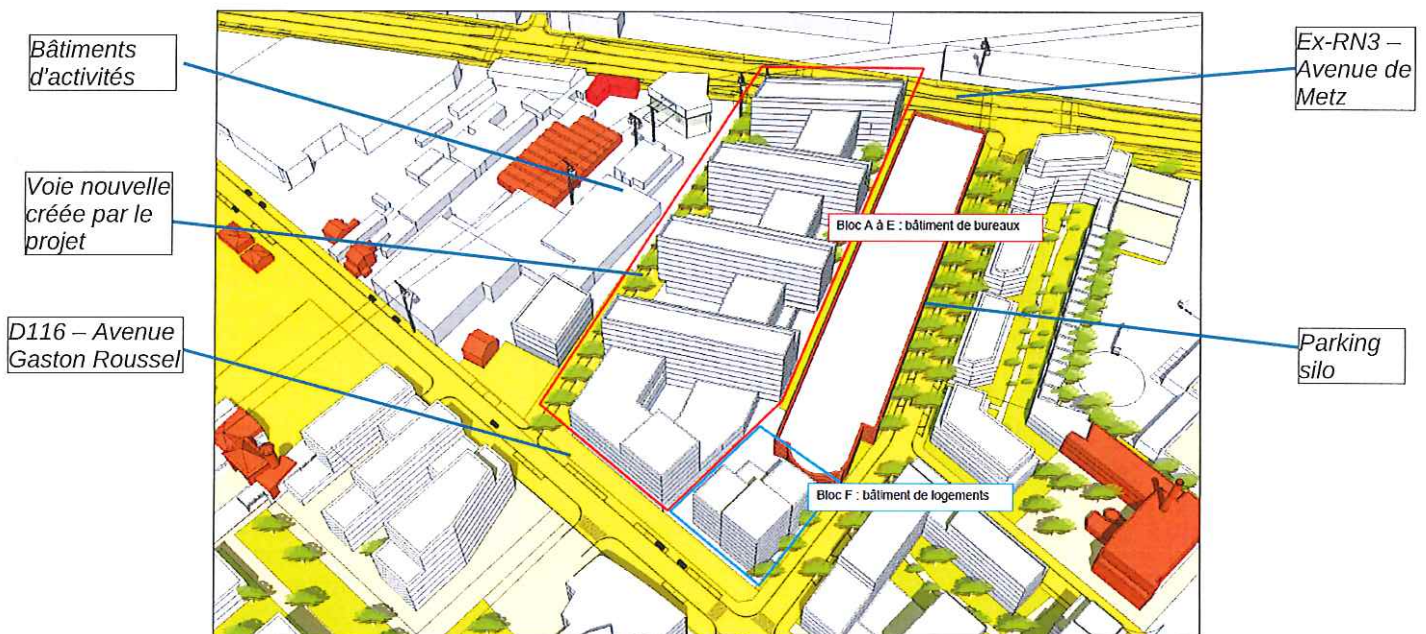 Bâtiments
d'activités
Voie nouvelle
créée par le
projet
D116 – Avenue
Gaston Roussel
Bloc A à E : bâtiment de bureaux
Bloc F : bâtiment de logements
Ex-RN3 –
Avenue de
Metz
Parking
silo